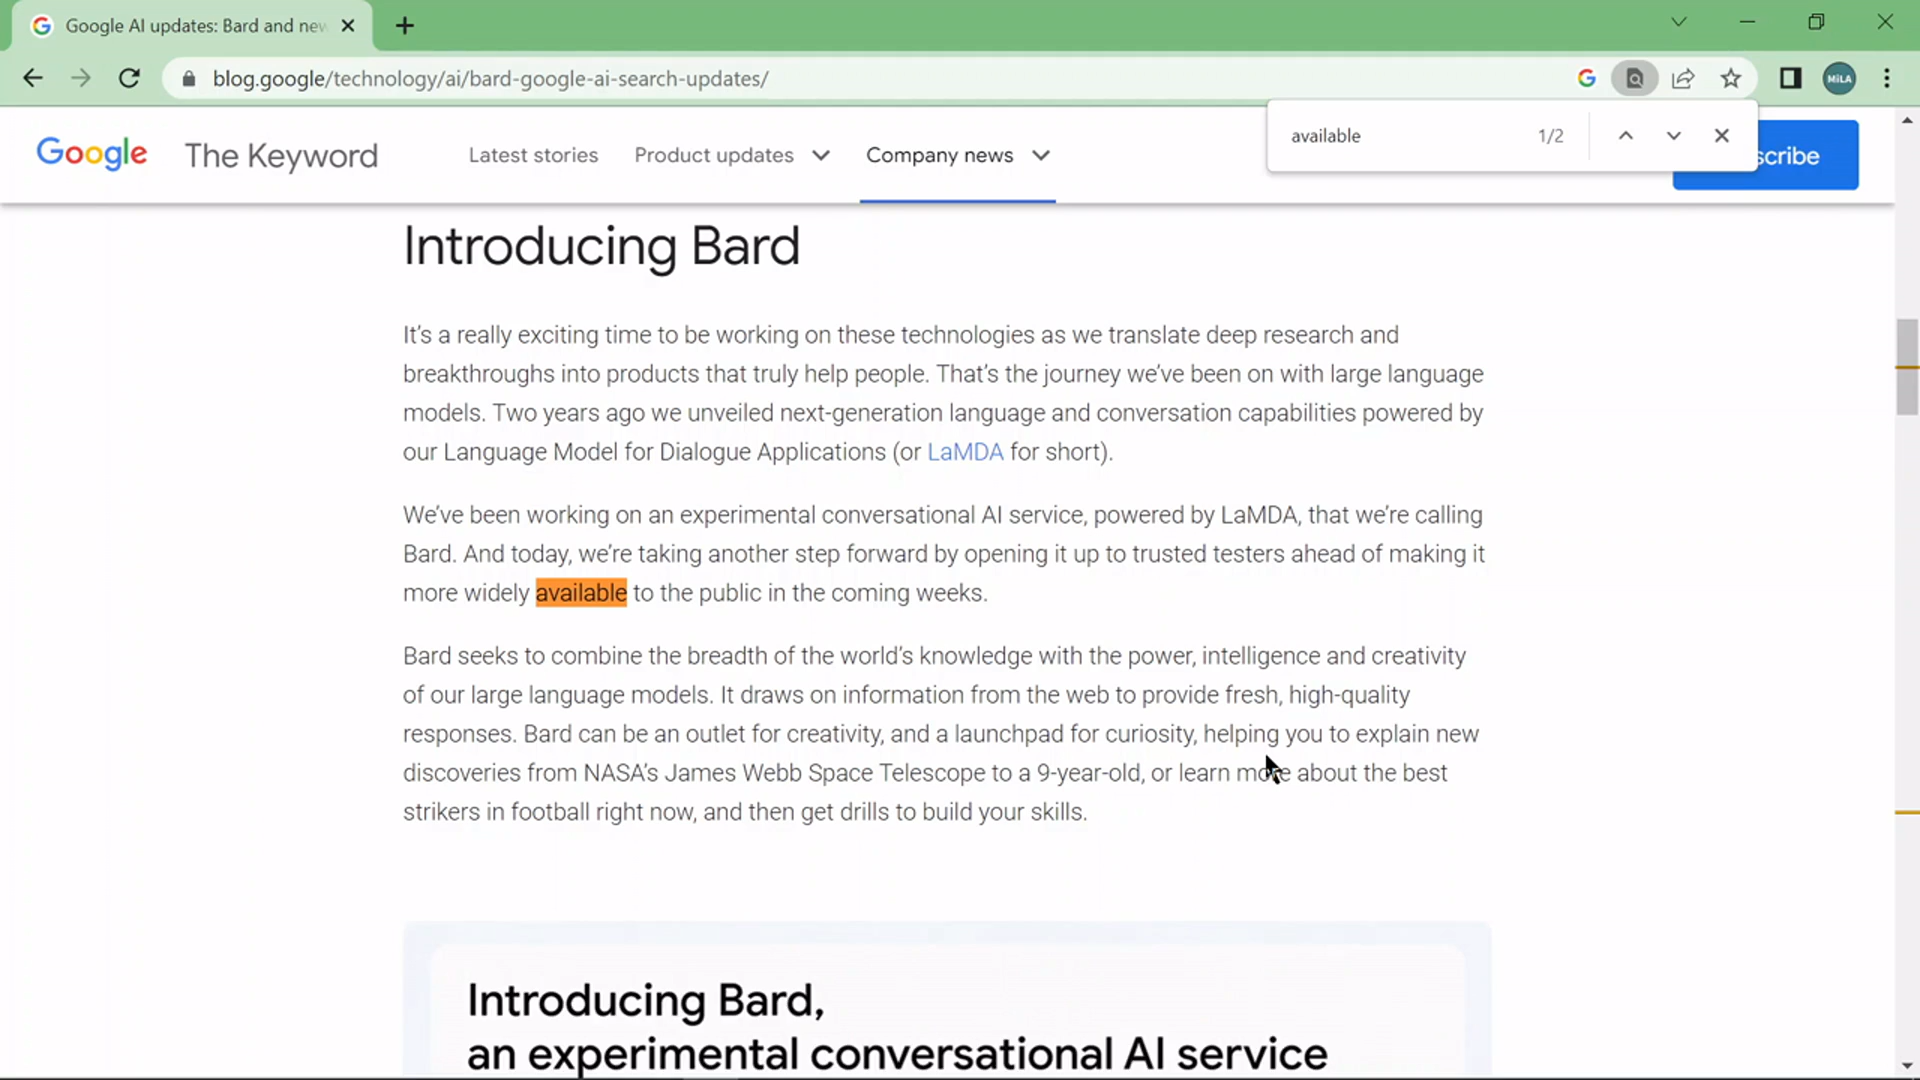 Google AI updates: Bard and nev
blog.google/technology/ai/bard-google-ai-search-updates/
MiLA
available 1/2
Google The Keyword Latest stories Product updates Company news scribe
Introducing Bard
It’s a really exciting time to be working on these technologies as we translate deep research and
breakthroughs into products that truly help people. That’s the journey we’ve been on with large language
models. Two years ago we unveiled next-generation language and conversation capabilities powered by
our Language Model for Dialogue Applications (or LaMDA for short).
We’ve been working on an experimental conversational AI service, powered by LaMDA, that we’re calling
Bard. And today, we’re taking another step forward by opening it up to trusted testers ahead of making it
more widely available to the public in the coming weeks.
Bard seeks to combine the breadth of the world’s knowledge with the power, intelligence and creativity
of our large language models. It draws on information from the web to provide fresh, high-quality
responses. Bard can be an outlet for creativity, and a launchpad for curiosity, helping you to explain new
discoveries from NASA’s James Webb Space Telescope to a 9-year-old, or learn more about the best
strikers in football right now, and then get drills to build your skills.
Introducing Bard,
an experimental conversational AI service